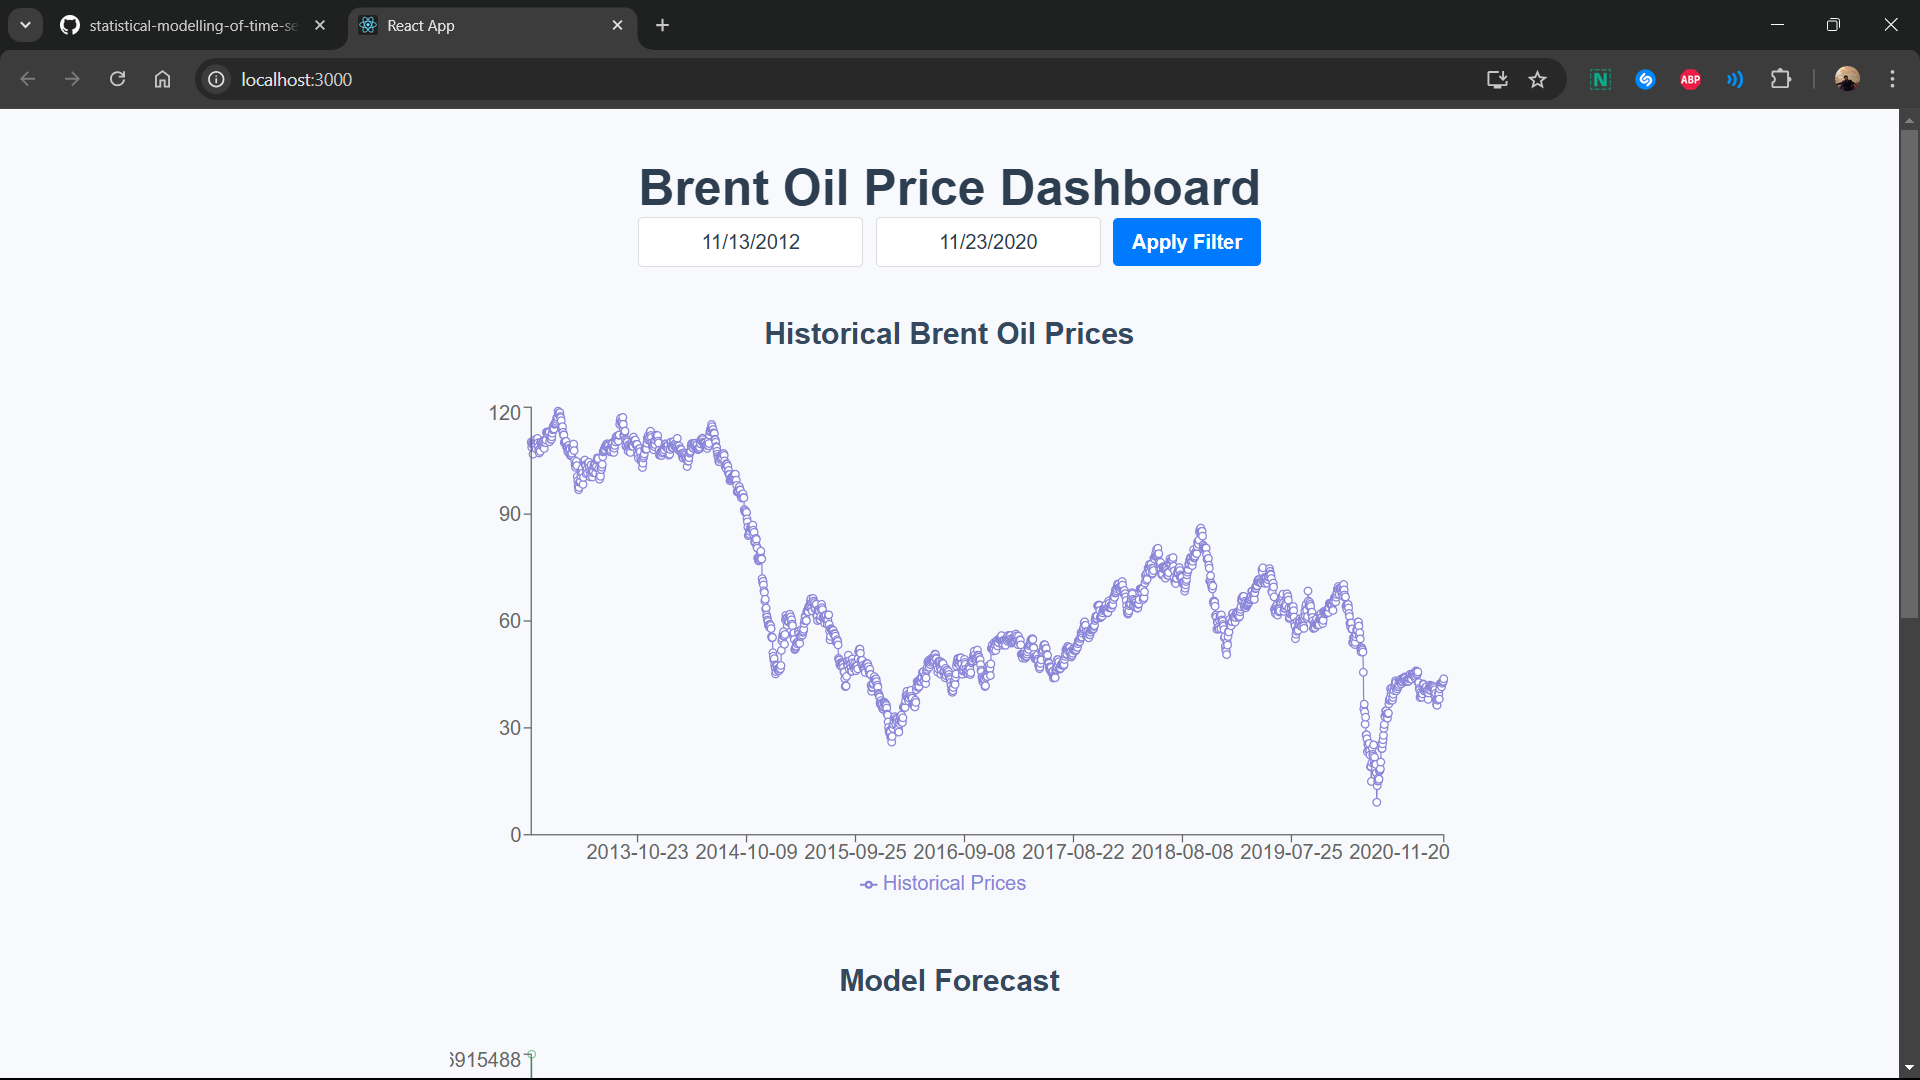 statistical-modelling-of-time-se
React App
localhost:3000
N
ABP
Brent Oil Price Dashboard
11/13/2012 11/23/2020 Apply Filter
Historical Brent Oil Prices
120
90
60
30
0
2013-10-23 2014-10-09 2015-09-25 2016-09-08 2017-08-22 2018-08-08 2019-07-25 2020-11-20
Historical Prices
Model Forecast
6915488